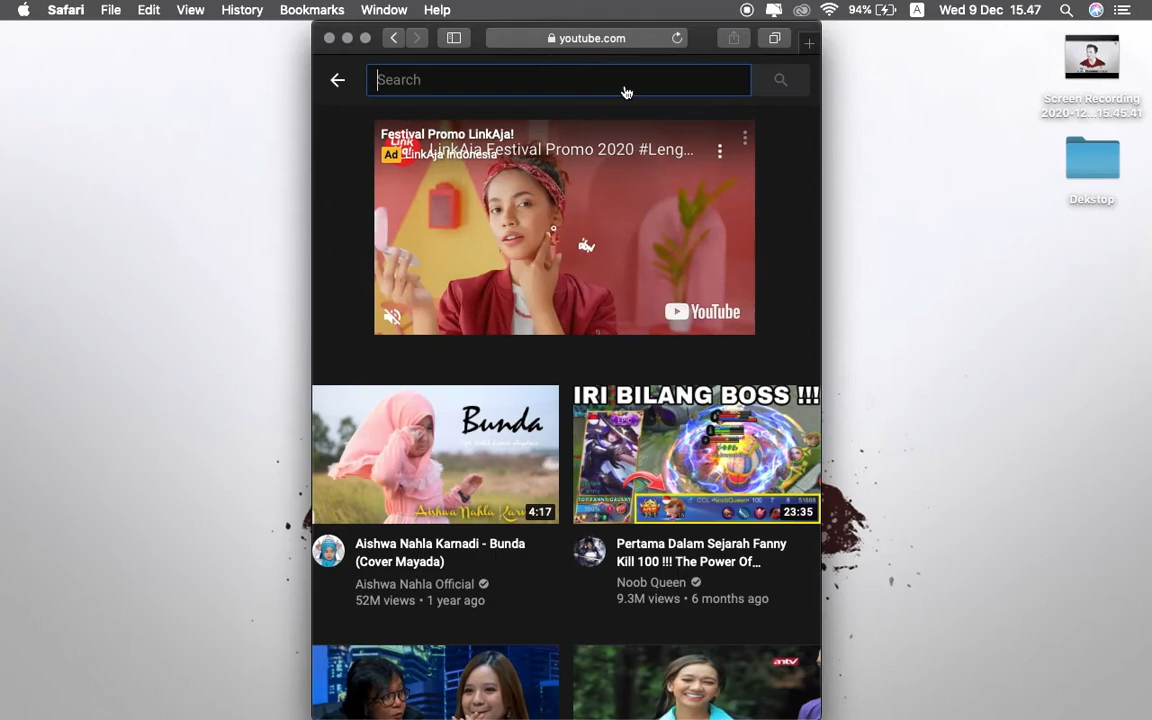 Safari File Edit View History Bookmarks Window Help 94% A Wed 9 Dec 15.47
youtube.com
Search
Screen Recording
2020-12...15.45.41
Dekstop
Festival Promo LinkAja!
Ad LinkAja Indonesia
LinkAja Festival Promo 2020 #Leng...
YouTube
Bunda
Aishwa Nahla Karn
4:17
IRI BILANG BOSS !!!
23:35
Aishwa Nahla Karnadi - Bunda
(Cover Mayada)
Aishwa Nahla Official
52M views • 1 year ago
Pertama Dalam Sejarah Fanny
Kill 100 !!! The Power Of...
Noob Queen
9.3M views • 6 months ago
antv